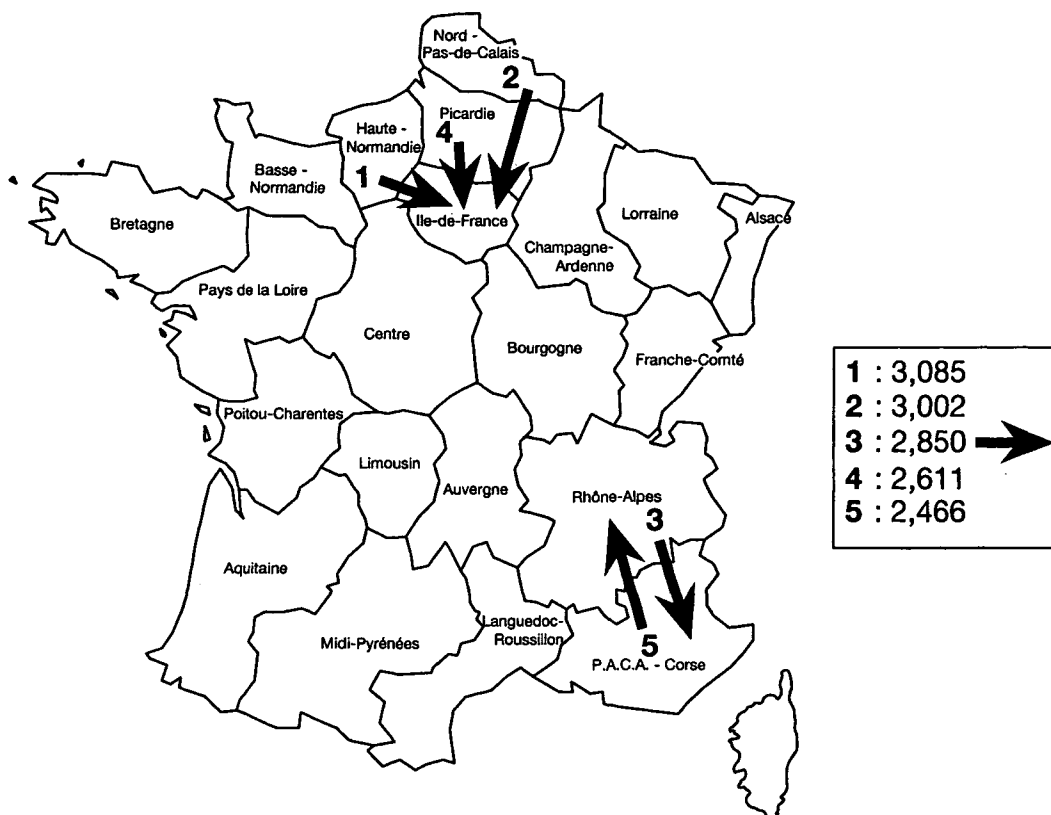 Nord -
Pas-de-Calais
2
Picardie
Haute -
Normandie
4
1
Basse -
Normandie
Ile-de-France
Bretagne
Lorraine
Alsace
Champagne-
Ardenne
Pays de la Loire
Centre
Bourgogne
Franche-Comté
Poitou-Charentes
Limousin
Auvergne
Rhône-Alpes
3
Aquitaine
Languedoc-
Roussillon
Midi-Pyrénées
5
P.A.C.A. - Corse
1 : 3,085
2 : 3,002
3 : 2,850
4 : 2,611
5 : 2,466